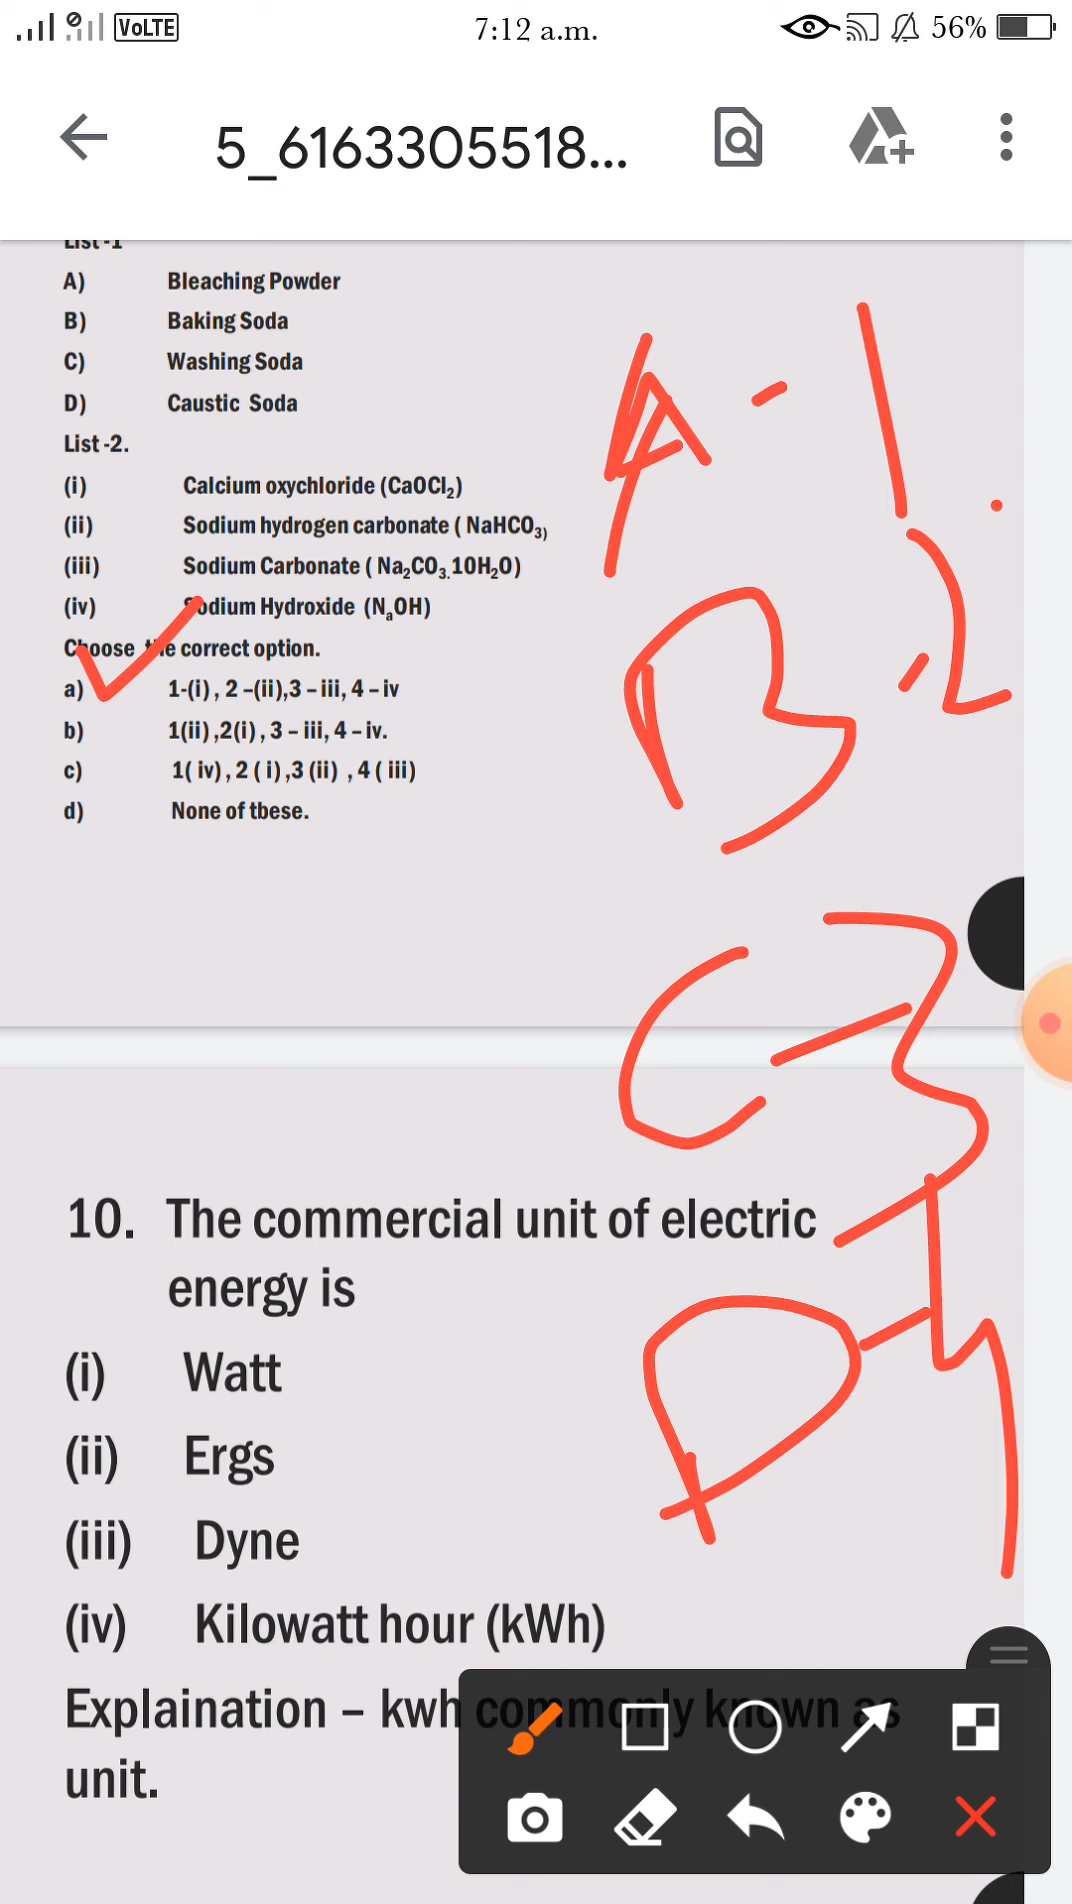 VoLTE 7:12 a.m. 56%
5_6163305518...
List -1
A) Bleaching Powder
B) Baking Soda
C) Washing Soda
D) Caustic Soda
List -2.
(i) Calcium oxychloride (CaOCl₂)
(ii) Sodium hydrogen carbonate ( NaHCO₃₎
(iii) Sodium Carbonate ( Na₂CO₃.10H₂O)
(iv) Sodium Hydroxide (NₐOH)
Choose the correct option.
a) 1-(i) , 2 –(ii),3 – iii, 4 – iv
b) 1(ii) ,2(i) , 3 – iii, 4 – iv.
c) 1( iv) , 2 ( i) ,3 (ii) , 4 ( iii)
d) None of tbese.
A - 1
B - 2
C - 3
D - 4
10. The commercial unit of electric
energy is
(i) Watt
(ii) Ergs
(iii) Dyne
(iv) Kilowatt hour (kWh)
Explaination – kwh commonly known as
unit.